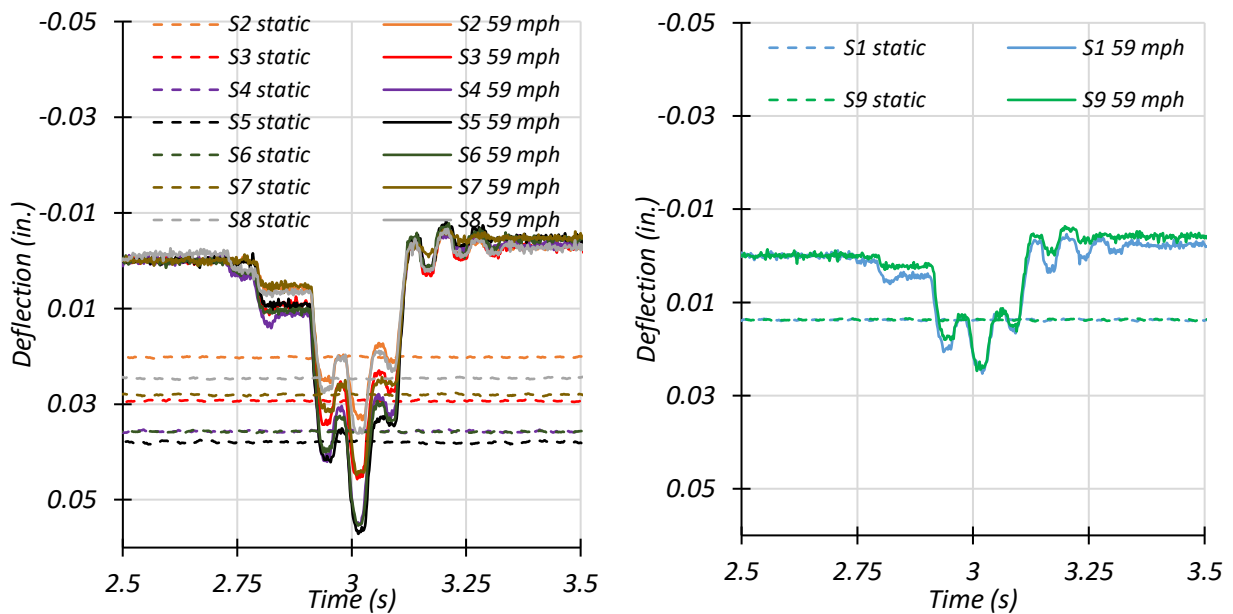 -0.05
S2 static S2 59 mph
S3 static S3 59 mph
-0.03
S4 static S4 59 mph
S5 static S5 59 mph
S6 static S6 59 mph
S7 static S7 59 mph
-0.01
S8 static S8 59 mph
Deflection (in.)
0.01
0.03
0.05
2.5 2.75 3 3.25 3.5
Time (s)
-0.05
S1 static S1 59 mph
S9 static S9 59 mph
-0.03
-0.01
Deflection (in.)
0.01
0.03
0.05
2.5 2.75 3 3.25 3.5
Time (s)